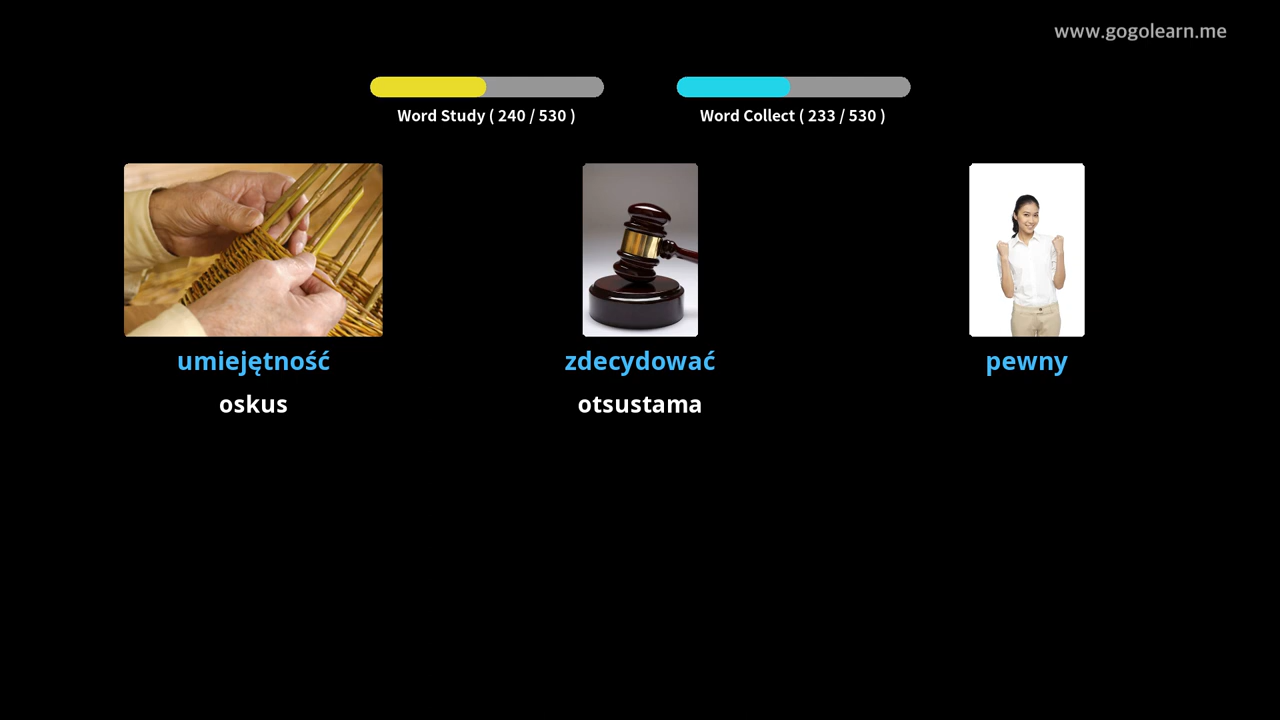 www.gogolearn.me
Word Study ( 240 / 530 )
Word Collect ( 233 / 530 )
umiejętność
zdecydować
pewny
oskus
otsustama